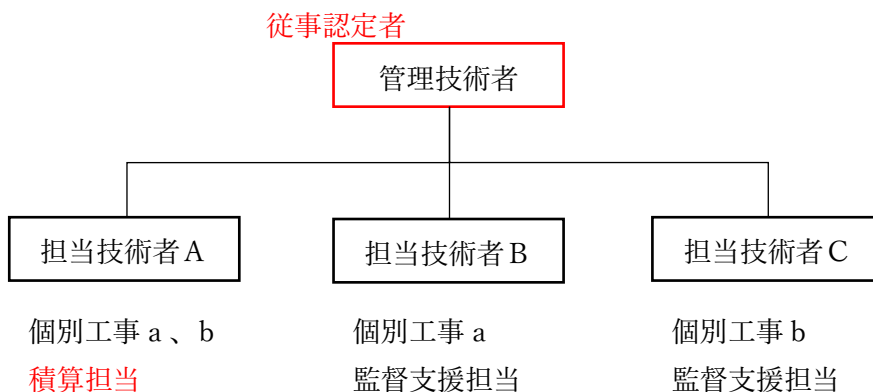 従事認定者
管理技術者
担当技術者A
担当技術者B
担当技術者C
個別工事a、b
積算担当
個別工事a
監督支援担当
個別工事b
監督支援担当